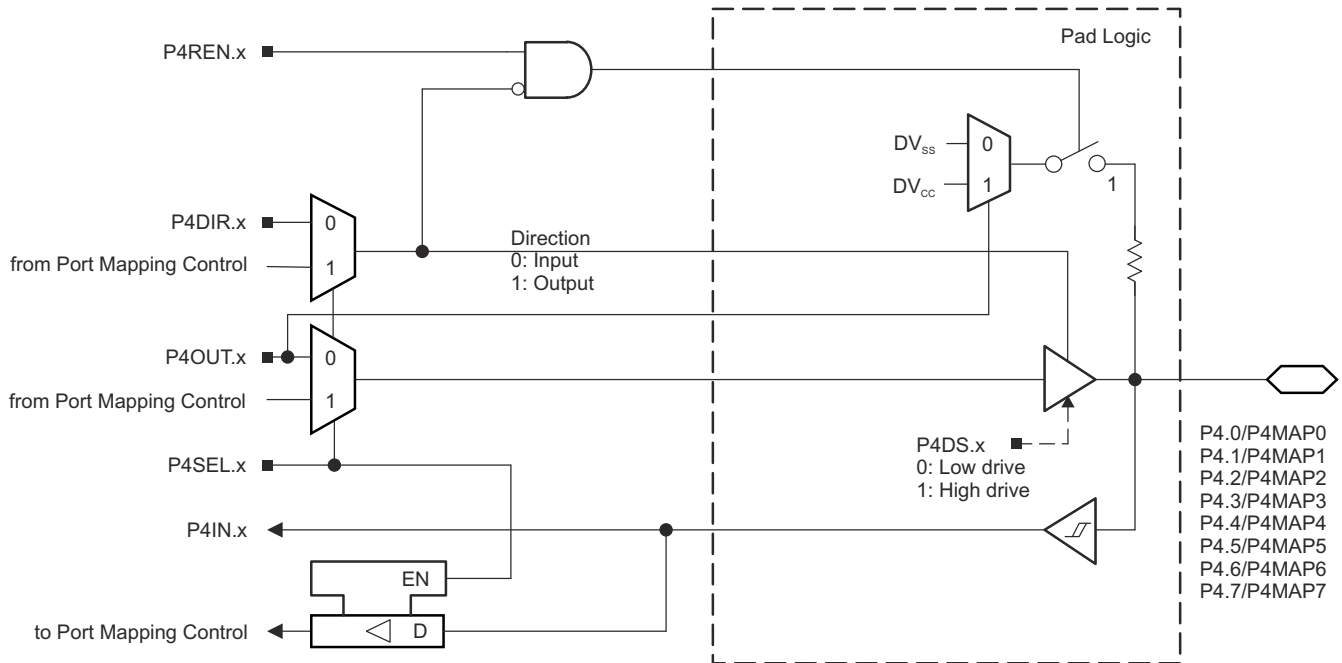 Pad Logic
P4REN.x
DVSS
0
DVCC
1
1
P4DIR.x
0
from Port Mapping Control
1
Direction
0: Input
1: Output
P4OUT.x
0
from Port Mapping Control
1
P4SEL.x
P4DS.x
0: Low drive
1: High drive
P4IN.x
EN
to Port Mapping Control
D
P4.0/P4MAP0
P4.1/P4MAP1
P4.2/P4MAP2
P4.3/P4MAP3
P4.4/P4MAP4
P4.5/P4MAP5
P4.6/P4MAP6
P4.7/P4MAP7